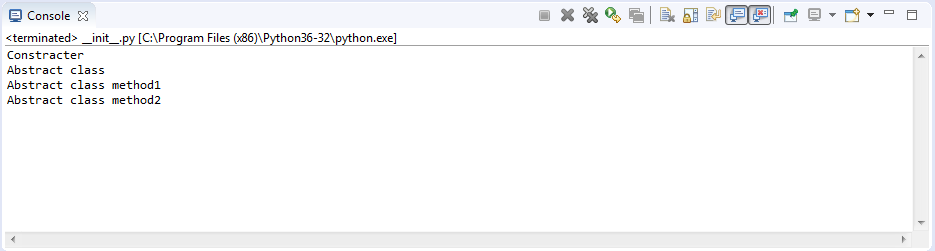 Console
<terminated> __init__.py [C:\Program Files (x86)\Python36-32\python.exe]
Constracter
Abstract class
Abstract class method1
Abstract class method2